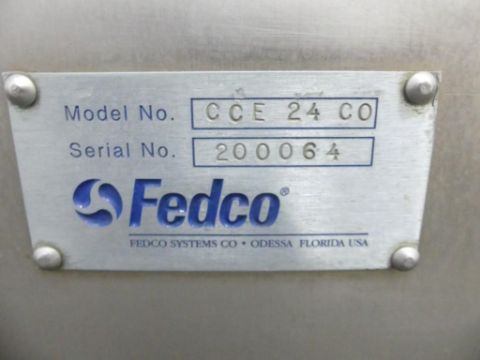 Model No. CCE 24 CO
Serial No. 200064
Fedco®
FEDCO SYSTEMS CO • ODESSA FLORIDA USA